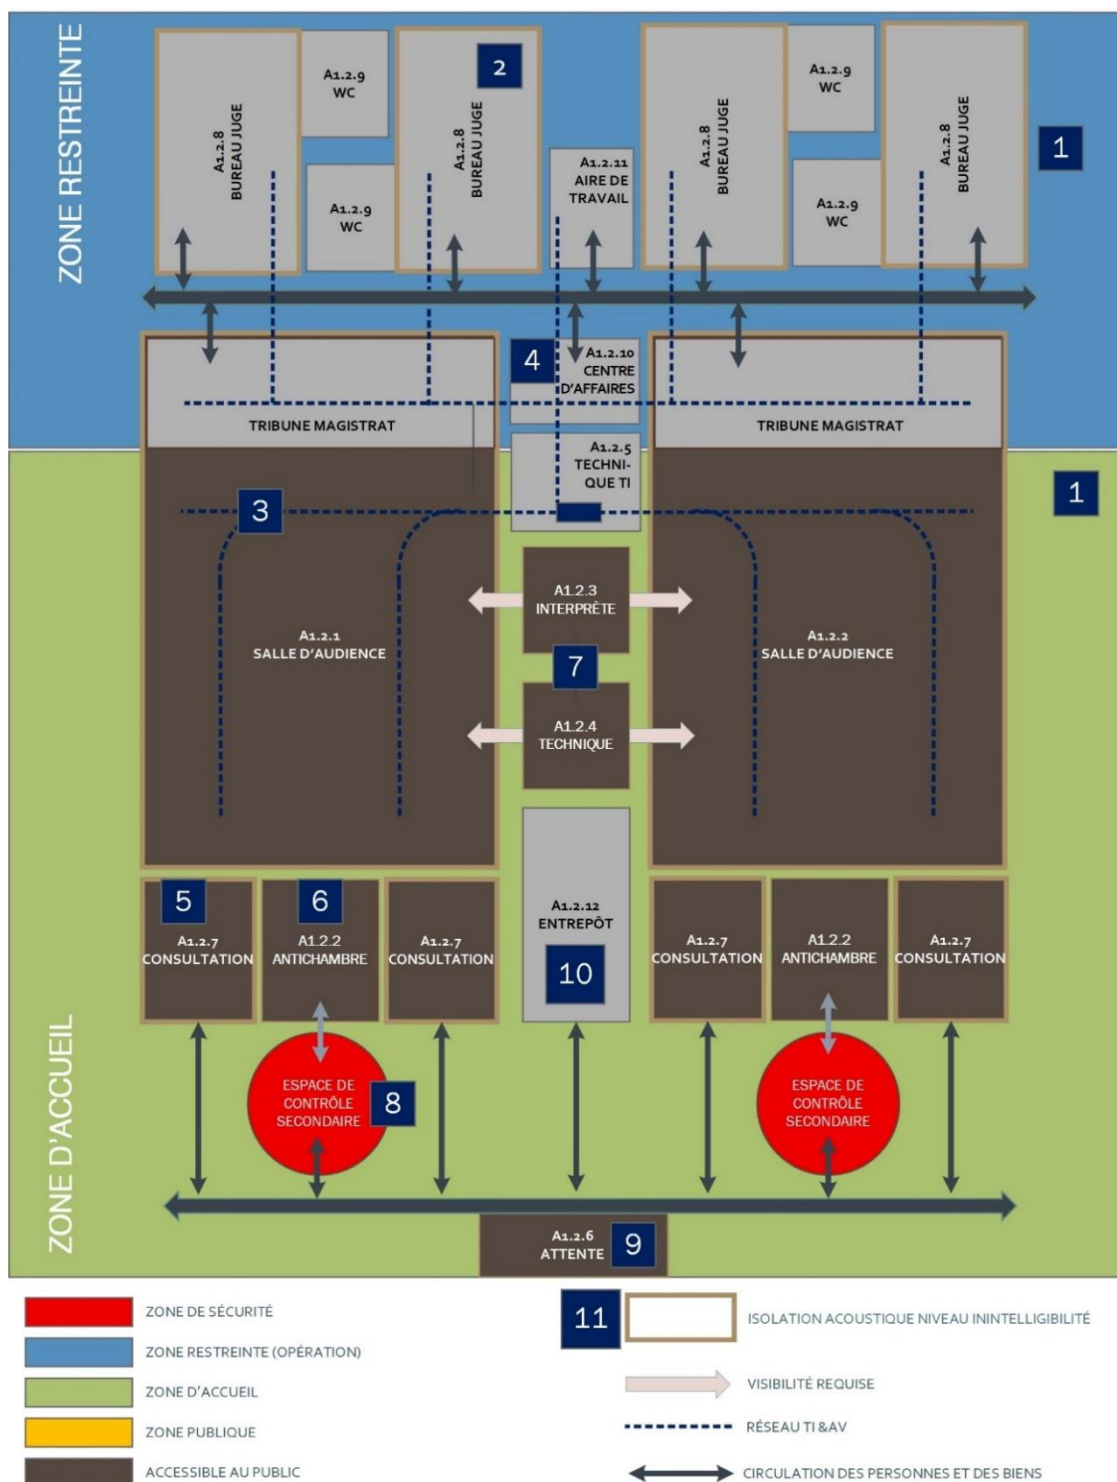 ZONE RESTREINTE
A1.2.8
BUREAU JUGE
A1.2.9
WC
A1.2.9
WC
2
A1.2.8
BUREAU JUGE
A1.2.11
AIRE DE
TRAVAIL
A1.2.8
BUREAU JUGE
A1.2.9
WC
A1.2.9
WC
A1.2.8
BUREAU JUGE
1
4
A1.2.10
CENTRE
D'AFFAIRES
TRIBUNE MAGISTRAT
TRIBUNE MAGISTRAT
A1.2.5
TECHNI-
QUE TI
ZONE D'ACCUEIL
1
3
A1.2.3
INTERPRÈTE
A1.2.1
SALLE D'AUDIENCE
A1.2.2
SALLE D'AUDIENCE
7
A1.2.4
TECHNIQUE
5
A1.2.7
CONSULTATION
6
A1.2.2
ANTICHAMBRE
A1.2.7
CONSULTATION
A1.2.12
ENTREPÔT
10
A1.2.7
CONSULTATION
A1.2.2
ANTICHAMBRE
A1.2.7
CONSULTATION
ESPACE DE
CONTRÔLE
SECONDAIRE
8
ESPACE DE
CONTRÔLE
SECONDAIRE
A1.2.6
ATTENTE
9
ZONE DE SÉCURITÉ
ZONE RESTREINTE (OPÉRATION)
ZONE D'ACCUEIL
ZONE PUBLIQUE
ACCESSIBLE AU PUBLIC
11
ISOLATION ACOUSTIQUE NIVEAU ININTELLIGIBILITÉ
VISIBILITÉ REQUISE
RÉSEAU TI &AV
CIRCULATION DES PERSONNES ET DES BIENS